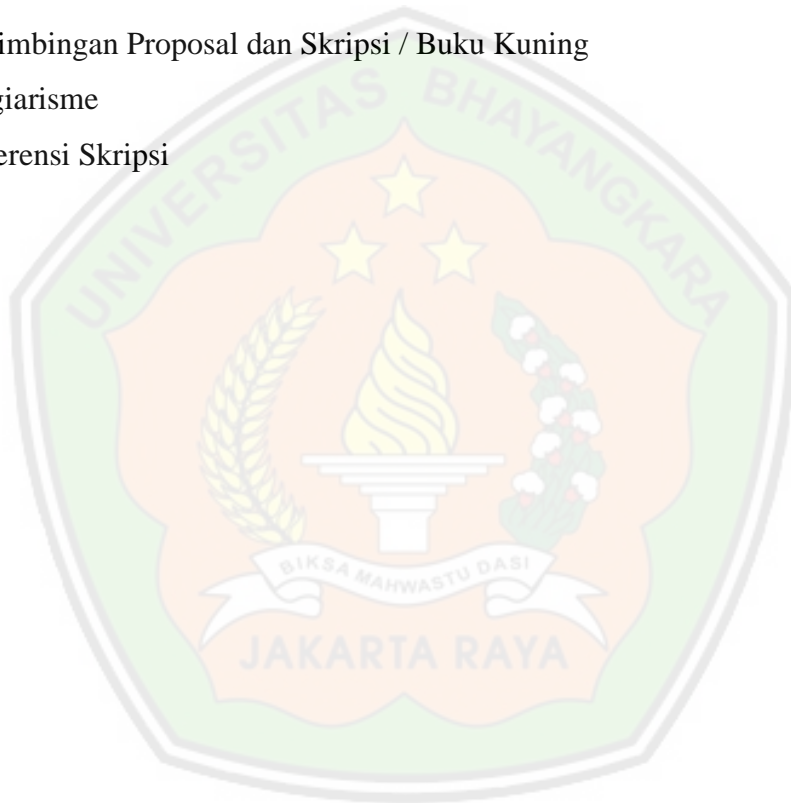 imbingan Proposal dan Skripsi / Buku Kuning
giarisme
erensi Skripsi
UNIVERSITAS BHAYANGKARA
BIKSA MAHWASTU DASI
JAKARTA RAYA